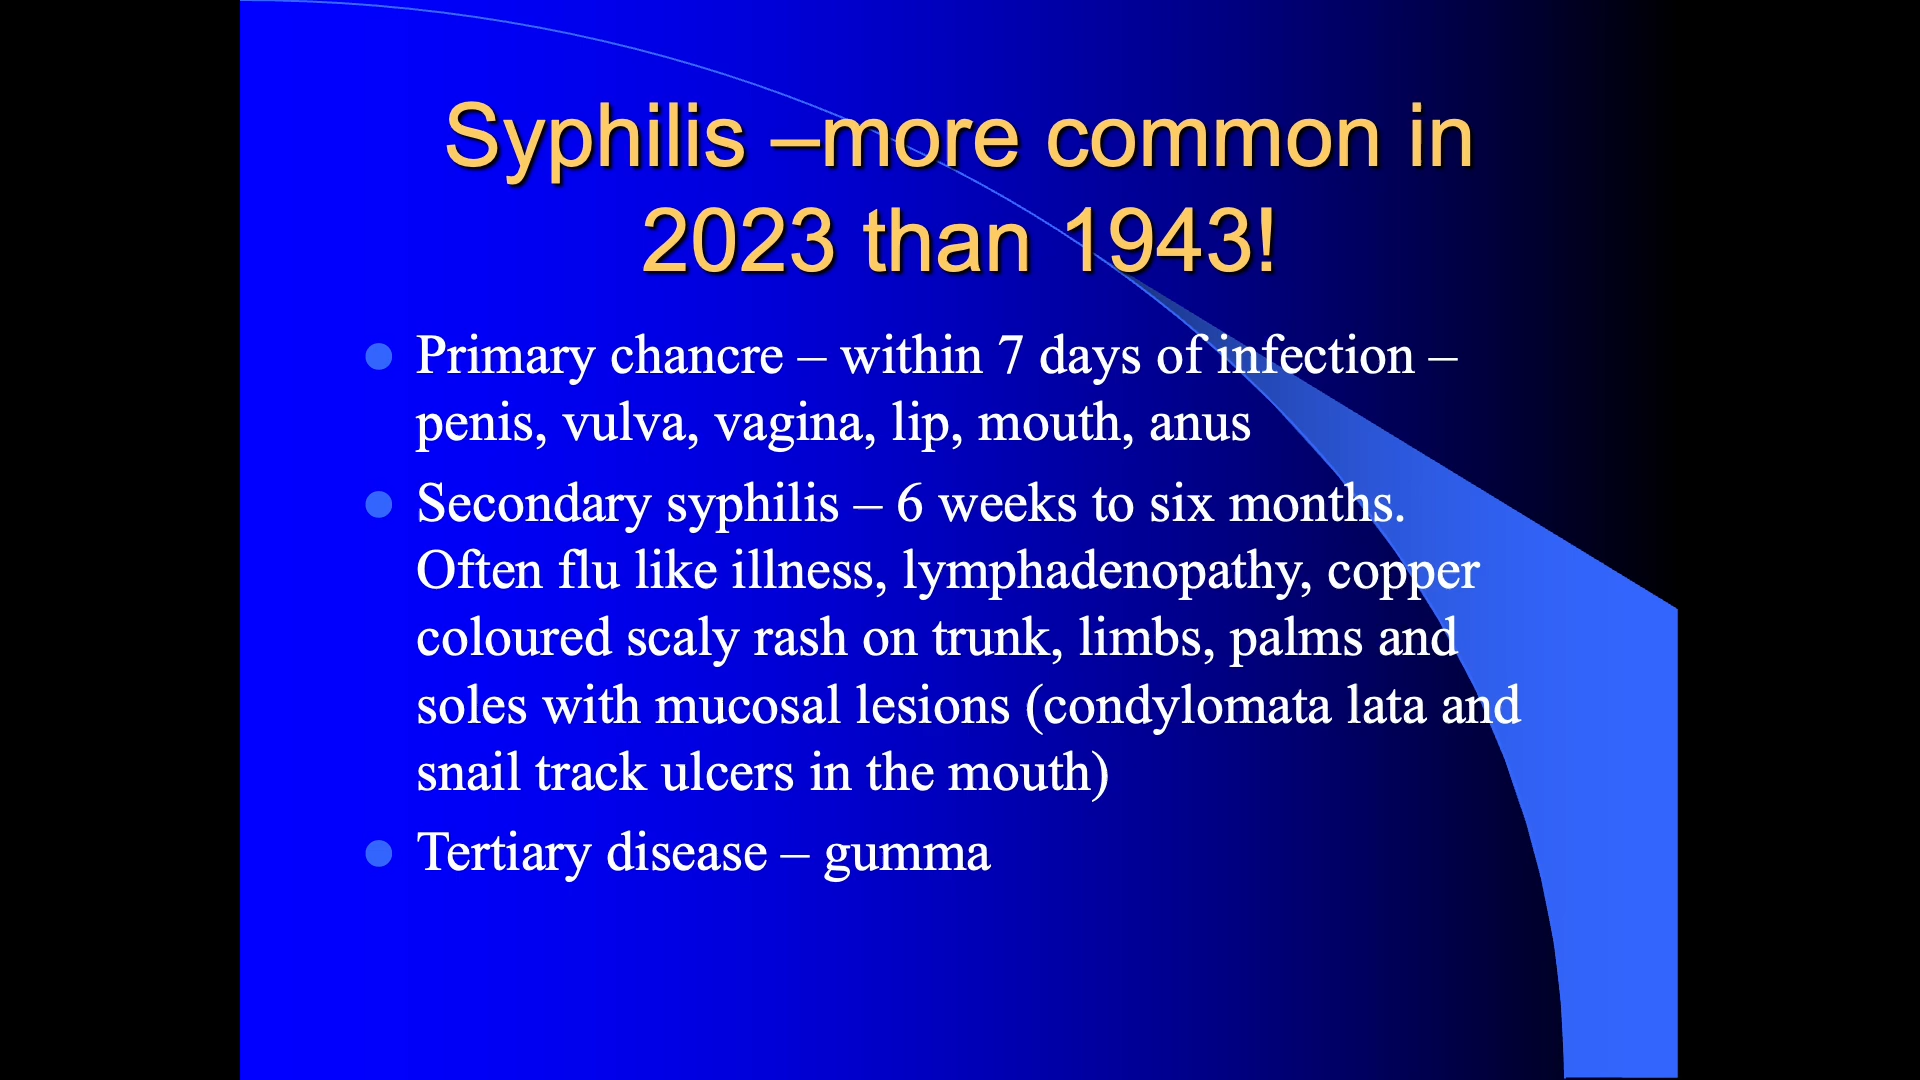 Syphilis –more common in
2023 than 1943!
Primary chancre – within 7 days of infection –
penis, vulva, vagina, lip, mouth, anus
Secondary syphilis – 6 weeks to six months.
Often flu like illness, lymphadenopathy, copper
coloured scaly rash on trunk, limbs, palms and
soles with mucosal lesions (condylomata lata and
snail track ulcers in the mouth)
Tertiary disease – gumma